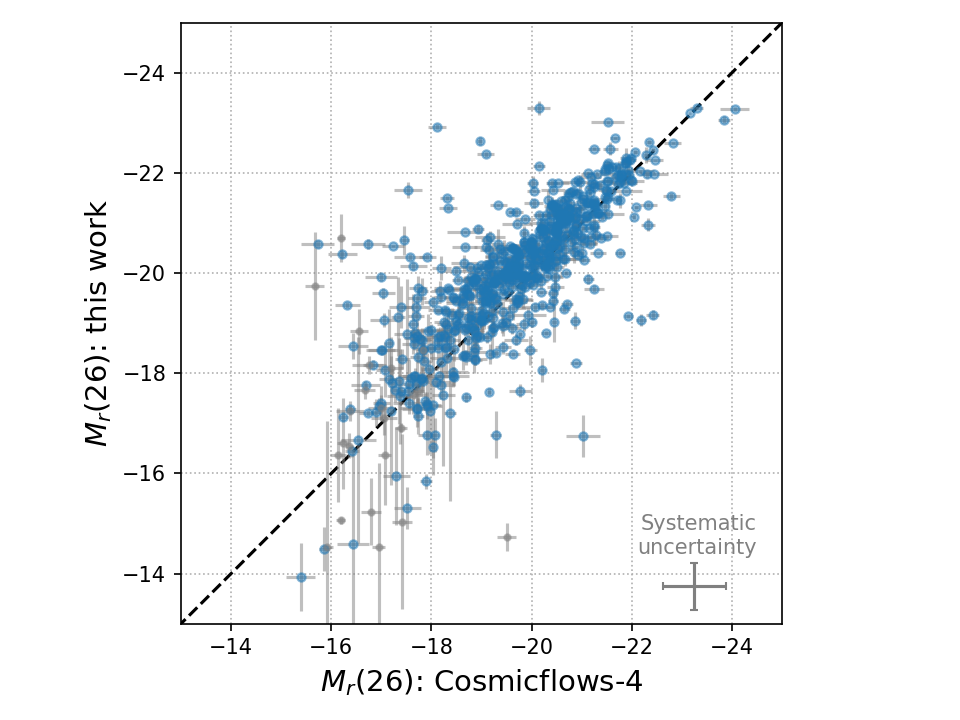 −24
−22
−20
−18
−16
−14
M_r(26): this work
Systematic
uncertainty
−14 −16 −18 −20 −22 −24
M_r(26): Cosmicflows-4